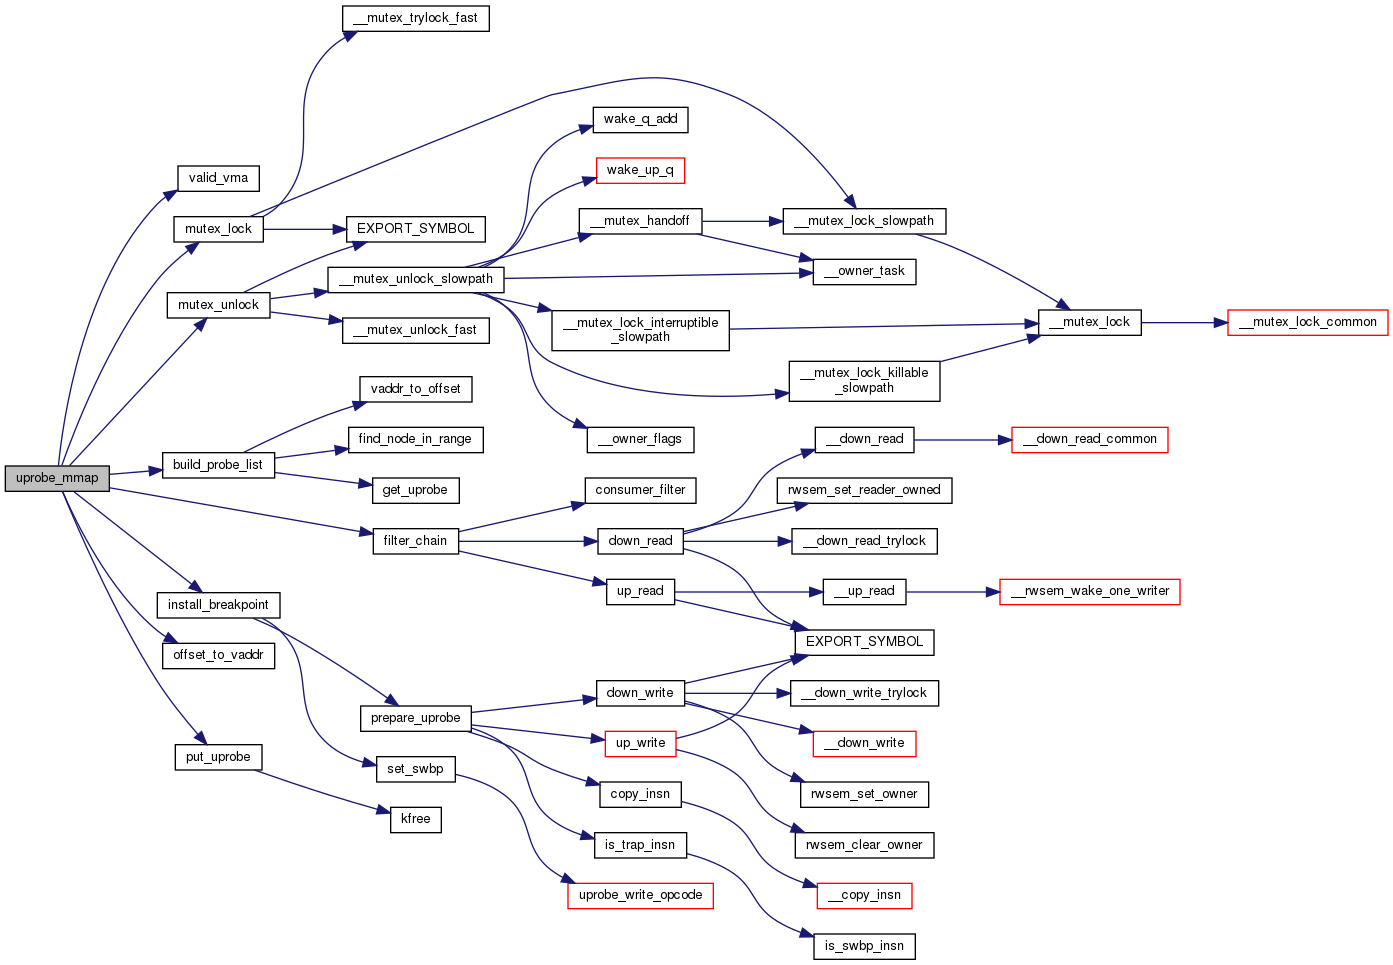 __mutex_trylock_fast
wake_q_add
wake_up_q
valid_vma
mutex_lock
EXPORT_SYMBOL
__mutex_handoff
__mutex_lock_slowpath
__mutex_unlock_slowpath
__owner_task
mutex_unlock
__mutex_unlock_fast
__mutex_lock_interruptible
_slowpath
__mutex_lock
__mutex_lock_common
__mutex_lock_killable
_slowpath
vaddr_to_offset
find_node_in_range
__owner_flags
__down_read
__down_read_common
build_probe_list
uprobe_mmap
get_uprobe
consumer_filter
rwsem_set_reader_owned
filter_chain
down_read
__down_read_trylock
up_read
__up_read
__rwsem_wake_one_writer
install_breakpoint
EXPORT_SYMBOL
offset_to_vaddr
down_write
__down_write_trylock
prepare_uprobe
up_write
__down_write
put_uprobe
set_swbp
copy_insn
rwsem_set_owner
kfree
is_trap_insn
rwsem_clear_owner
uprobe_write_opcode
__copy_insn
is_swbp_insn